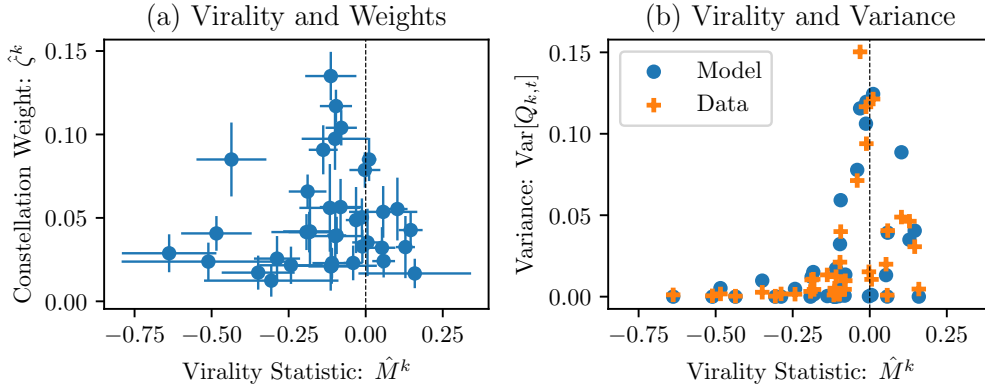 (a) Virality and Weights
Constellation Weight: ζ̂^k
0.15
0.10
0.05
0.00
−0.75 −0.50 −0.25 0.00 0.25
Virality Statistic: M̂^k
(b) Virality and Variance
Variance: Var[Q_{k,t}]
0.15
0.10
0.05
0.00
Model
Data
−0.75 −0.50 −0.25 0.00 0.25
Virality Statistic: M̂^k